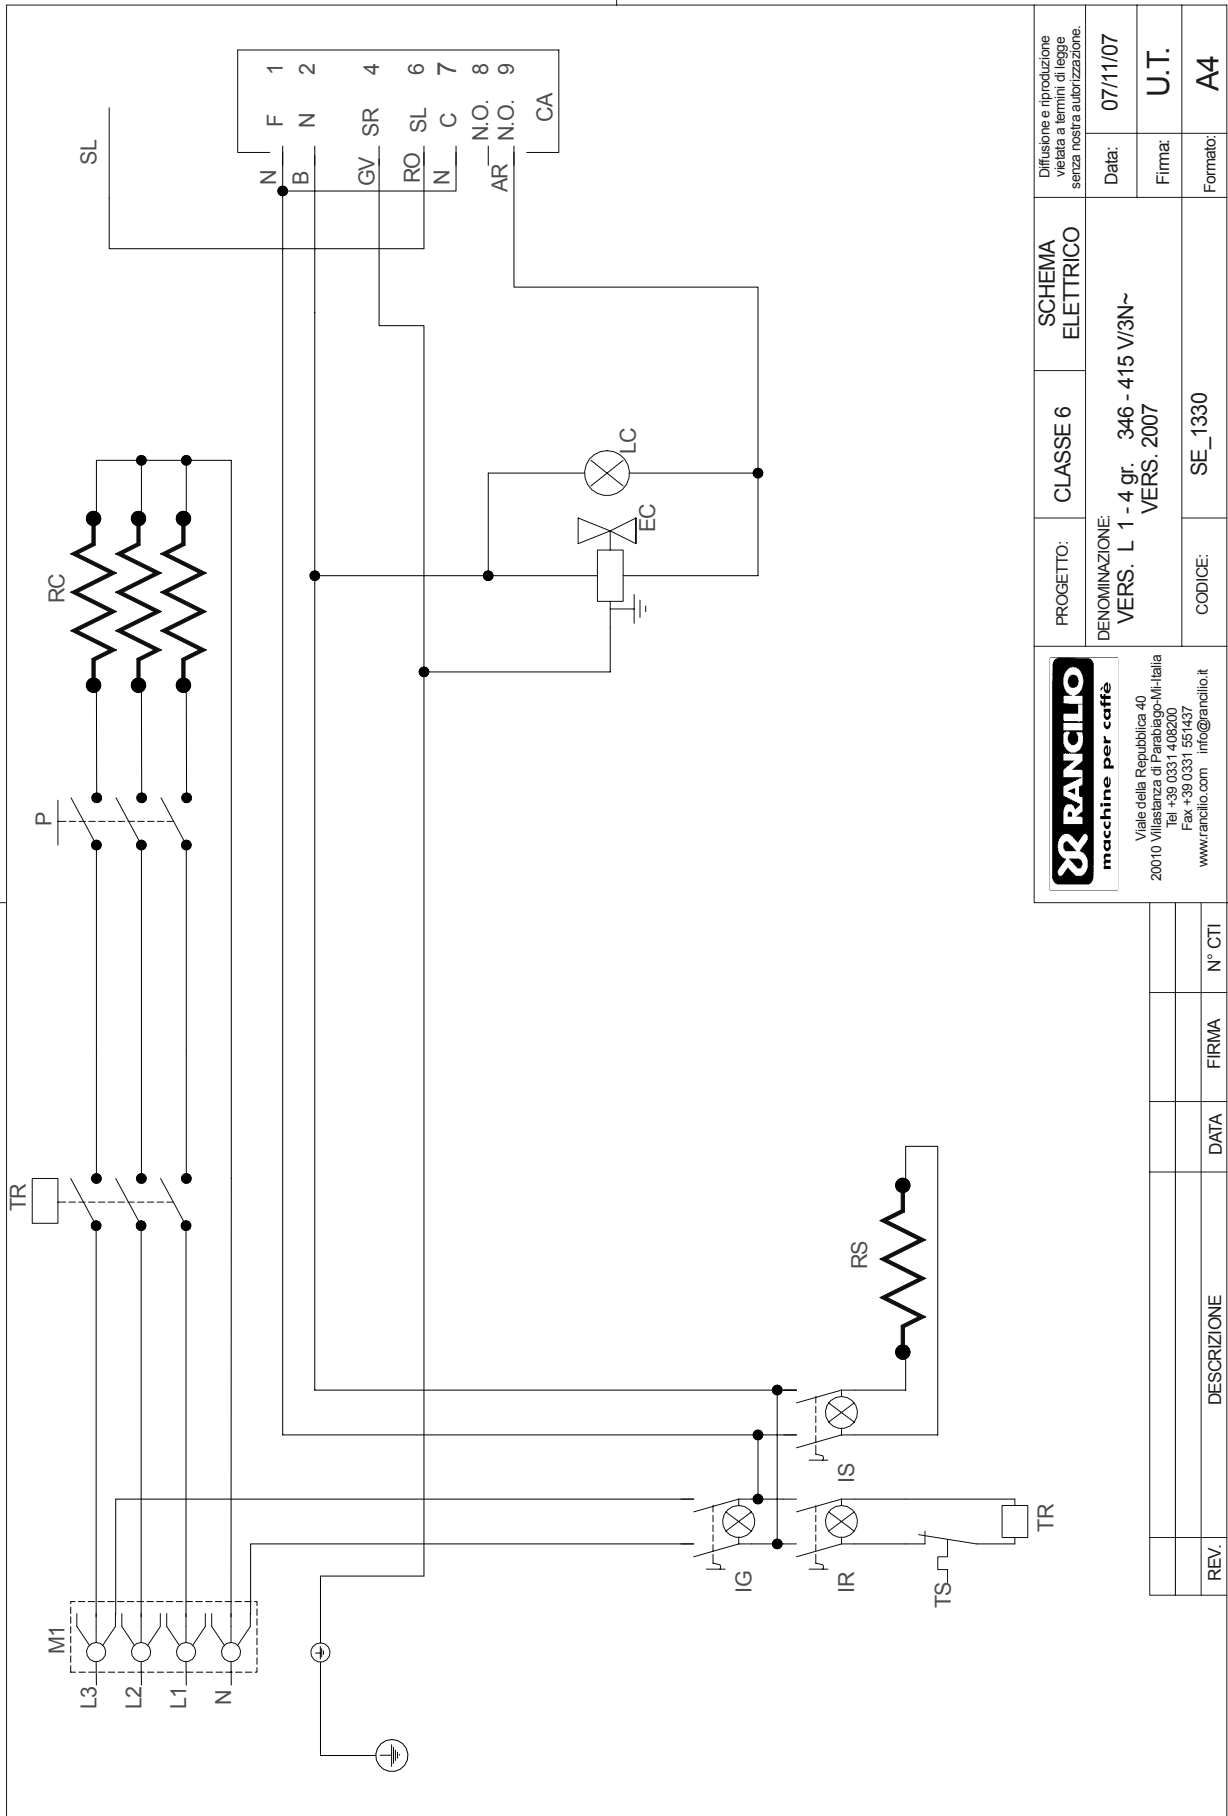 TR
P
RC
SL
M1
L3
L2
L1
N
N F 1
B N 2
GV SR 4
RO SL 6
N C 7
N.O. 8
AR N.O. 9
CA
LC
EC
RS
IS
IG
IR
TS
TR
REV.
DESCRIZIONE
DATA
FIRMA
N° CTI
RANCILIO
macchine per caffè
Viale della Repubblica 40
20010 Villastanza di Parabiago-Mi-Italia
Tel +39 0331 408200
Fax +39 0331 551437
www.rancilio.com info@rancilio.it
PROGETTO:
CLASSE 6
SCHEMA
ELETTRICO
Diffusione e riproduzione
vietata a termini di legge
senza nostra autorizzazione.
DENOMINAZIONE:
VERS. L 1 - 4 gr. 346 - 415 V/3N~
VERS. 2007
Data:
07/11/07
Firma:
U.T.
CODICE:
SE_1330
Formato:
A4